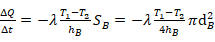 ΔQ/Δt = −λ (T₁−T₂)/h_B S_B = −λ (T₁−T₂)/4h_B πd_B²